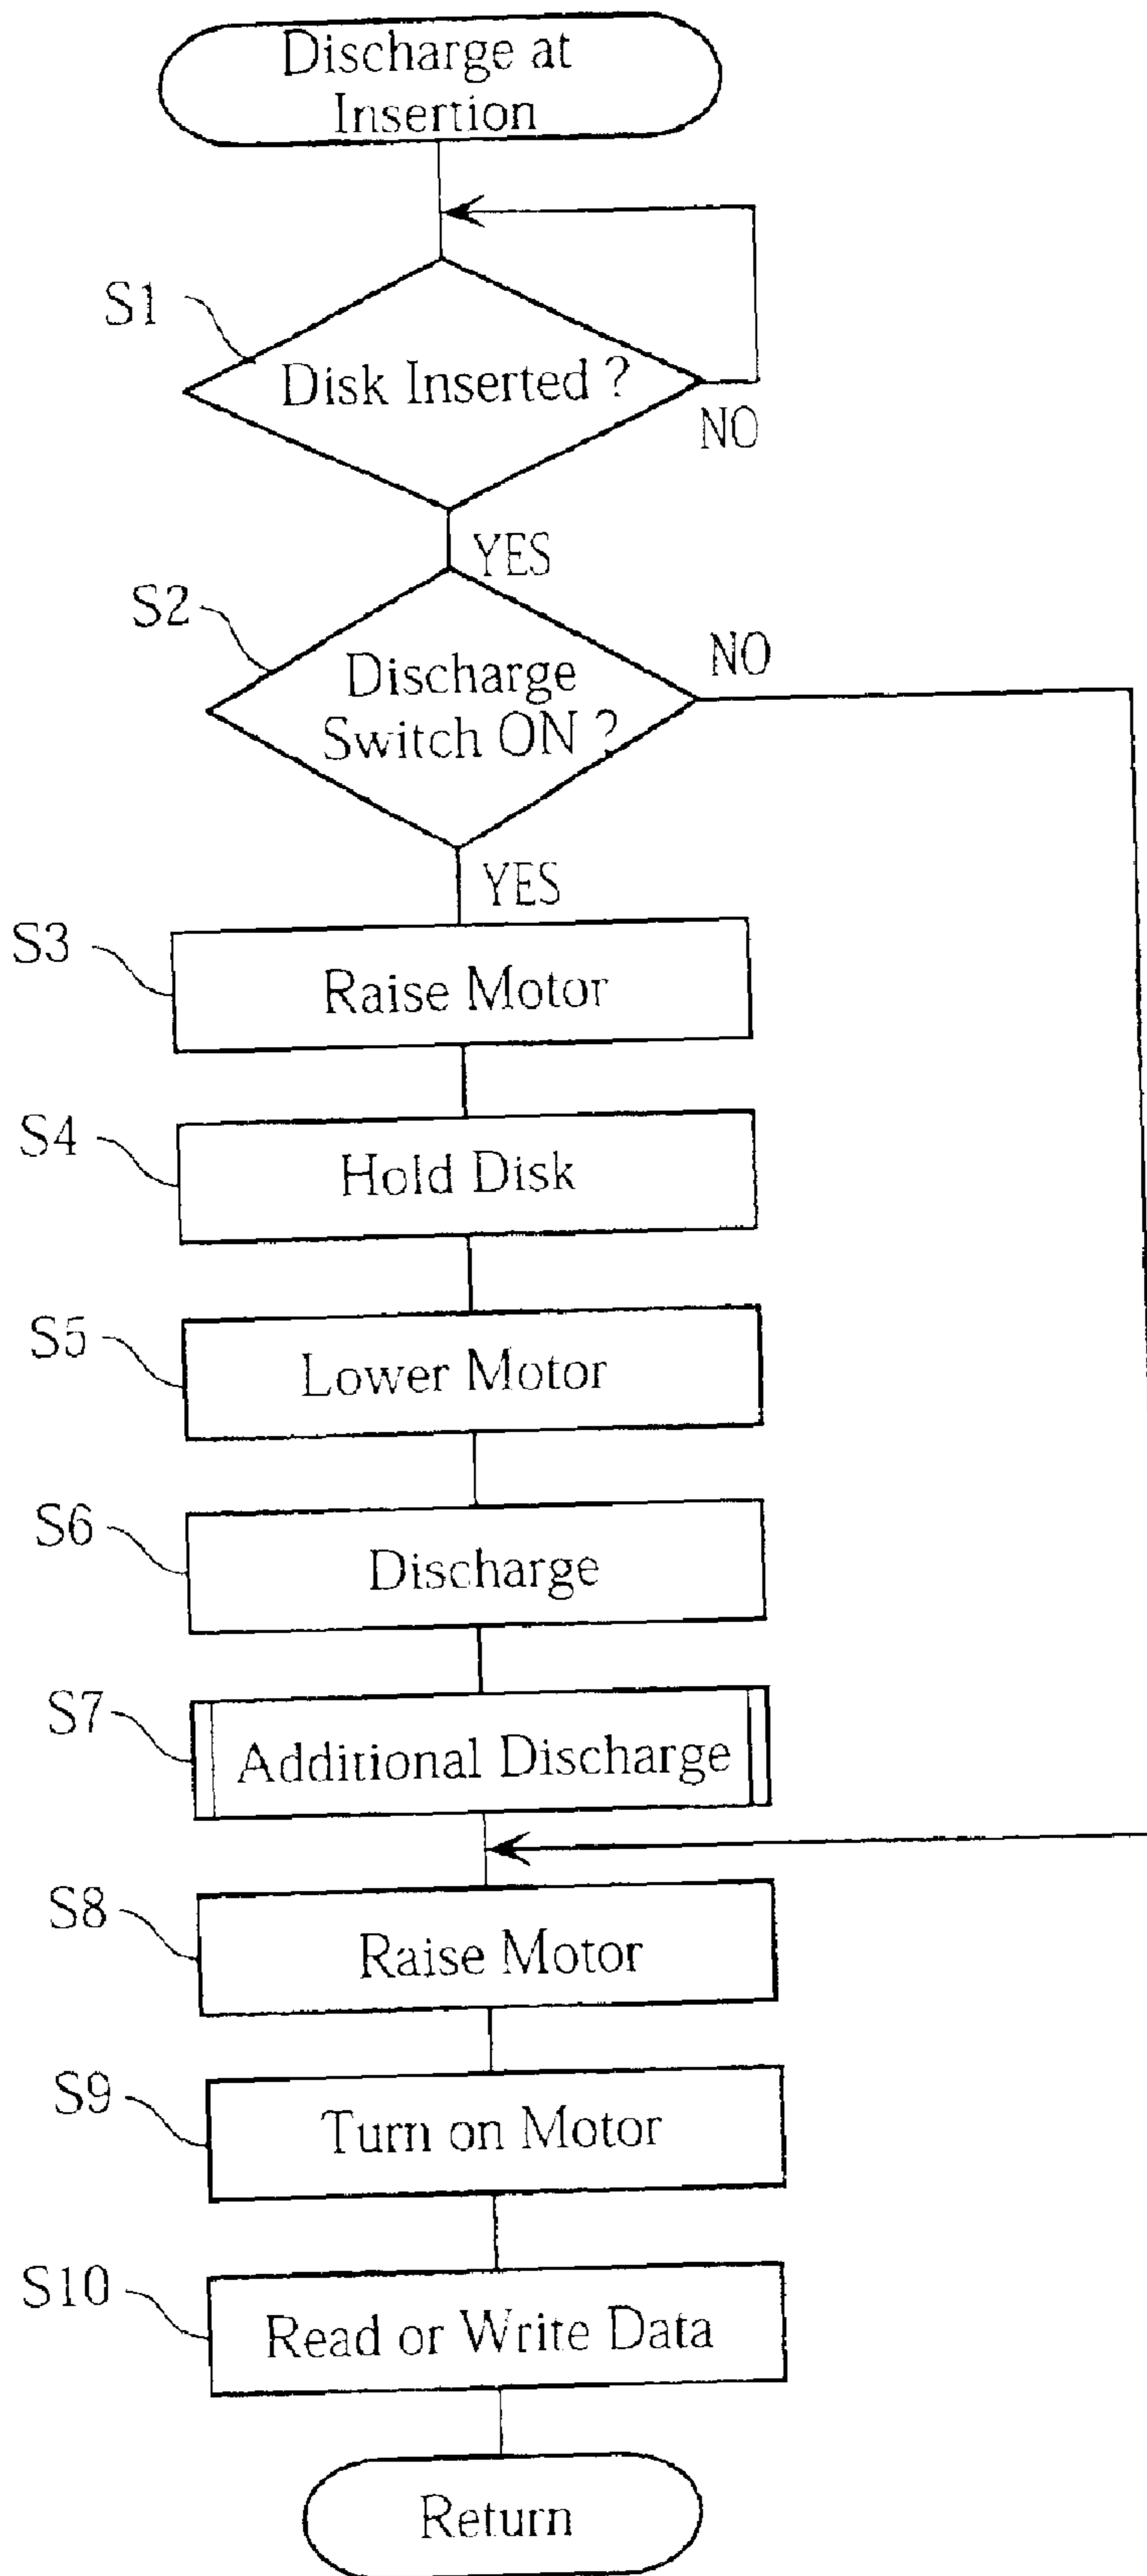 Discharge at
Insertion
S1
Disk Inserted ?
NO
YES
S2
NO
Discharge
Switch ON ?
YES
S3
Raise Motor
S4
Hold Disk
S5
Lower Motor
S6
Discharge
S7
Additional Discharge
S8
Raise Motor
S9
Turn on Motor
S10
Read or Write Data
Return